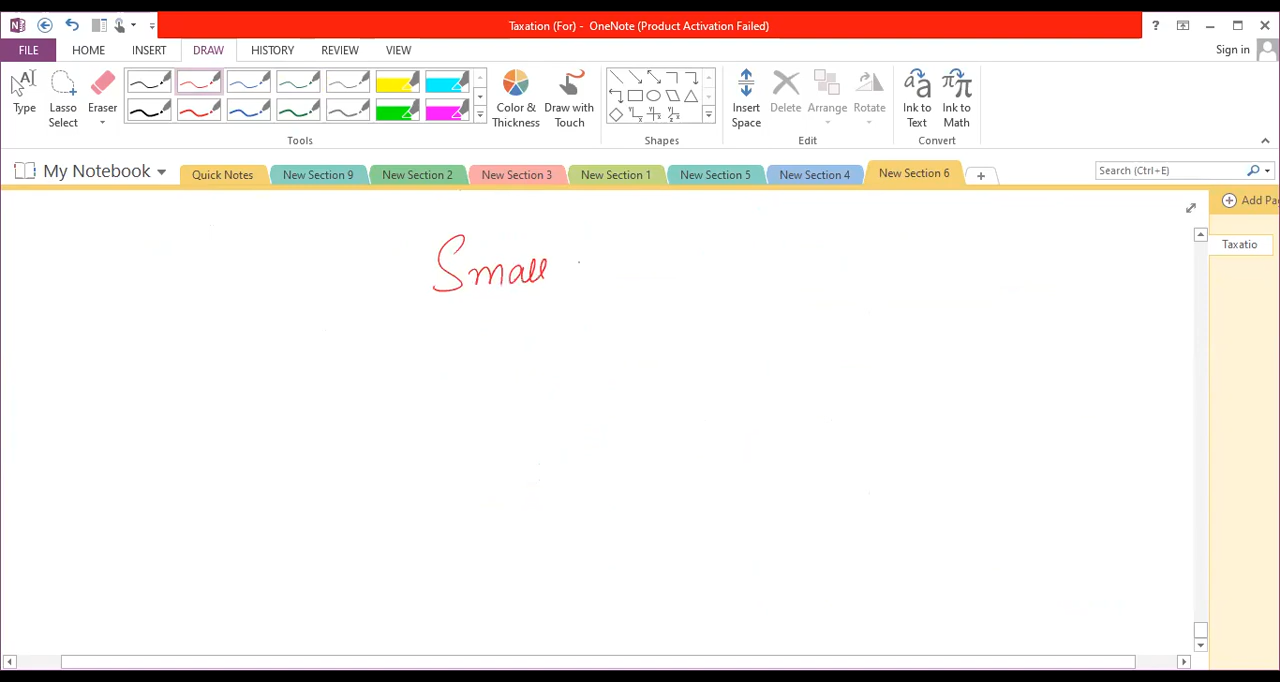 Taxation (For) - OneNote (Product Activation Failed)
?
FILE HOME INSERT DRAW HISTORY REVIEW VIEW Sign in
Type Lasso Select Eraser Color & Thickness Draw with Touch Insert Space Delete Arrange Rotate Ink to Text Ink to Math
Tools Shapes Edit Convert
My Notebook Quick Notes New Section 9 New Section 2 New Section 3 New Section 1 New Section 5 New Section 4 New Section 6 Search (Ctrl+E)
Add Pa
Taxatio
Small